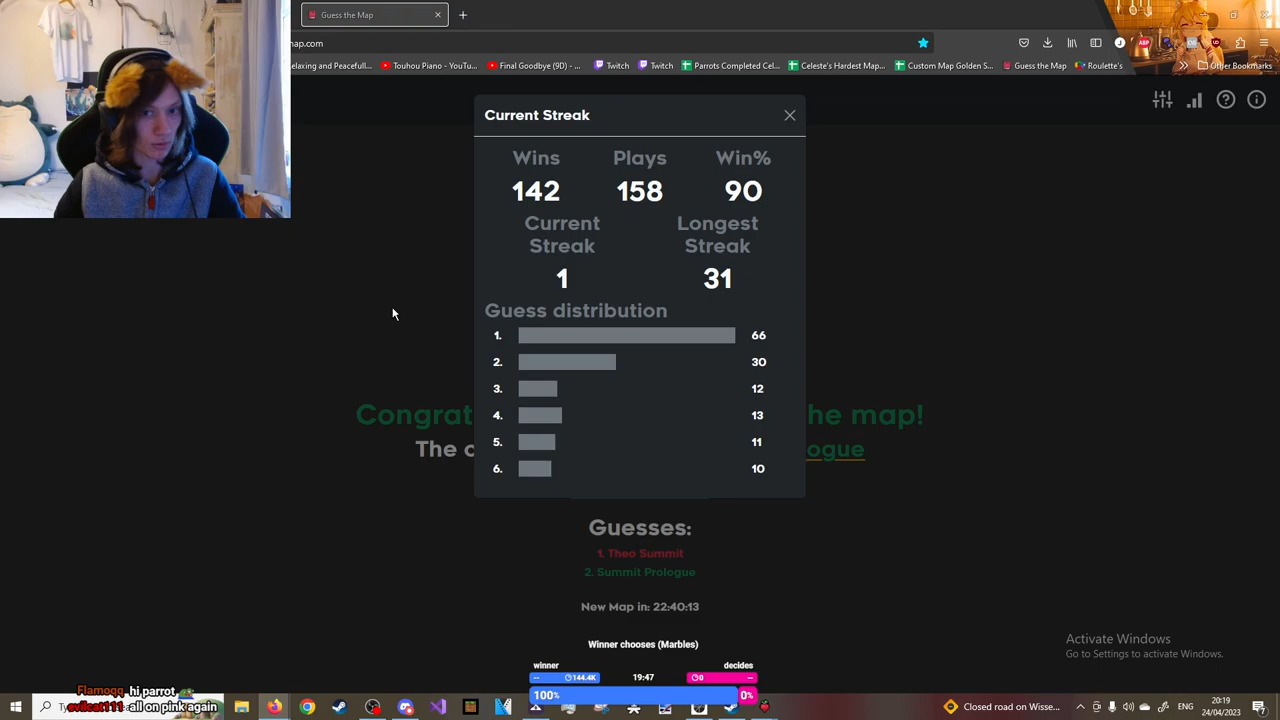 Guess the Map
map.com
elaxing and Peacefull...
Touhou Piano - YouTu...
Final Goodbye (9D) - ...
Twitch
Twitch
Parrots Completed Cel...
Celeste's Hardest Map...
Custom Map Golden S...
Guess the Map
Roulette's
Other Bookmarks
ABP
Current Streak
Wins
Plays
Win%
142
158
90
Current Streak
Longest Streak
1
31
Guess distribution
1. 66
2. 30
3. 12
4. 13
5. 11
6. 10
Congrat
he map!
The c
ogue
Guesses:
1. Theo Summit
2. Summit Prologue
New Map in: 22:40:13
Winner chooses (Marbles)
winner
decides
144.4K
19:47
0
100%
0%
Activate Windows
Go to Settings to activate Windows.
Flamoqq hi parrot
evilcat111 all on pink again
Closed road on Wisse...
ENG
20:19
24/04/2023